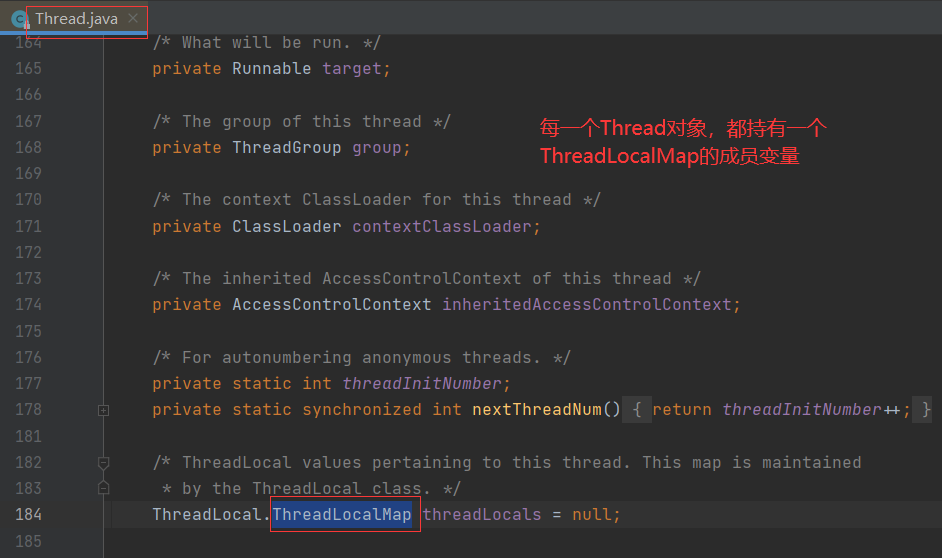 Thread.java
164 /* What will be run. */
165 private Runnable target;
166
167 /* The group of this thread */
168 private ThreadGroup group;
169
170 /* The context ClassLoader for this thread */
171 private ClassLoader contextClassLoader;
172
173 /* The inherited AccessControlContext of this thread */
174 private AccessControlContext inheritedAccessControlContext;
175
176 /* For autonumbering anonymous threads. */
177 private static int threadInitNumber;
178 private static synchronized int nextThreadNum() { return threadInitNumber++; }
181
182 /* ThreadLocal values pertaining to this thread. This map is maintained
183 * by the ThreadLocal class. */
184 ThreadLocal.ThreadLocalMap threadLocals = null;
185
每一个Thread对象，都持有一个
ThreadLocalMap的成员变量